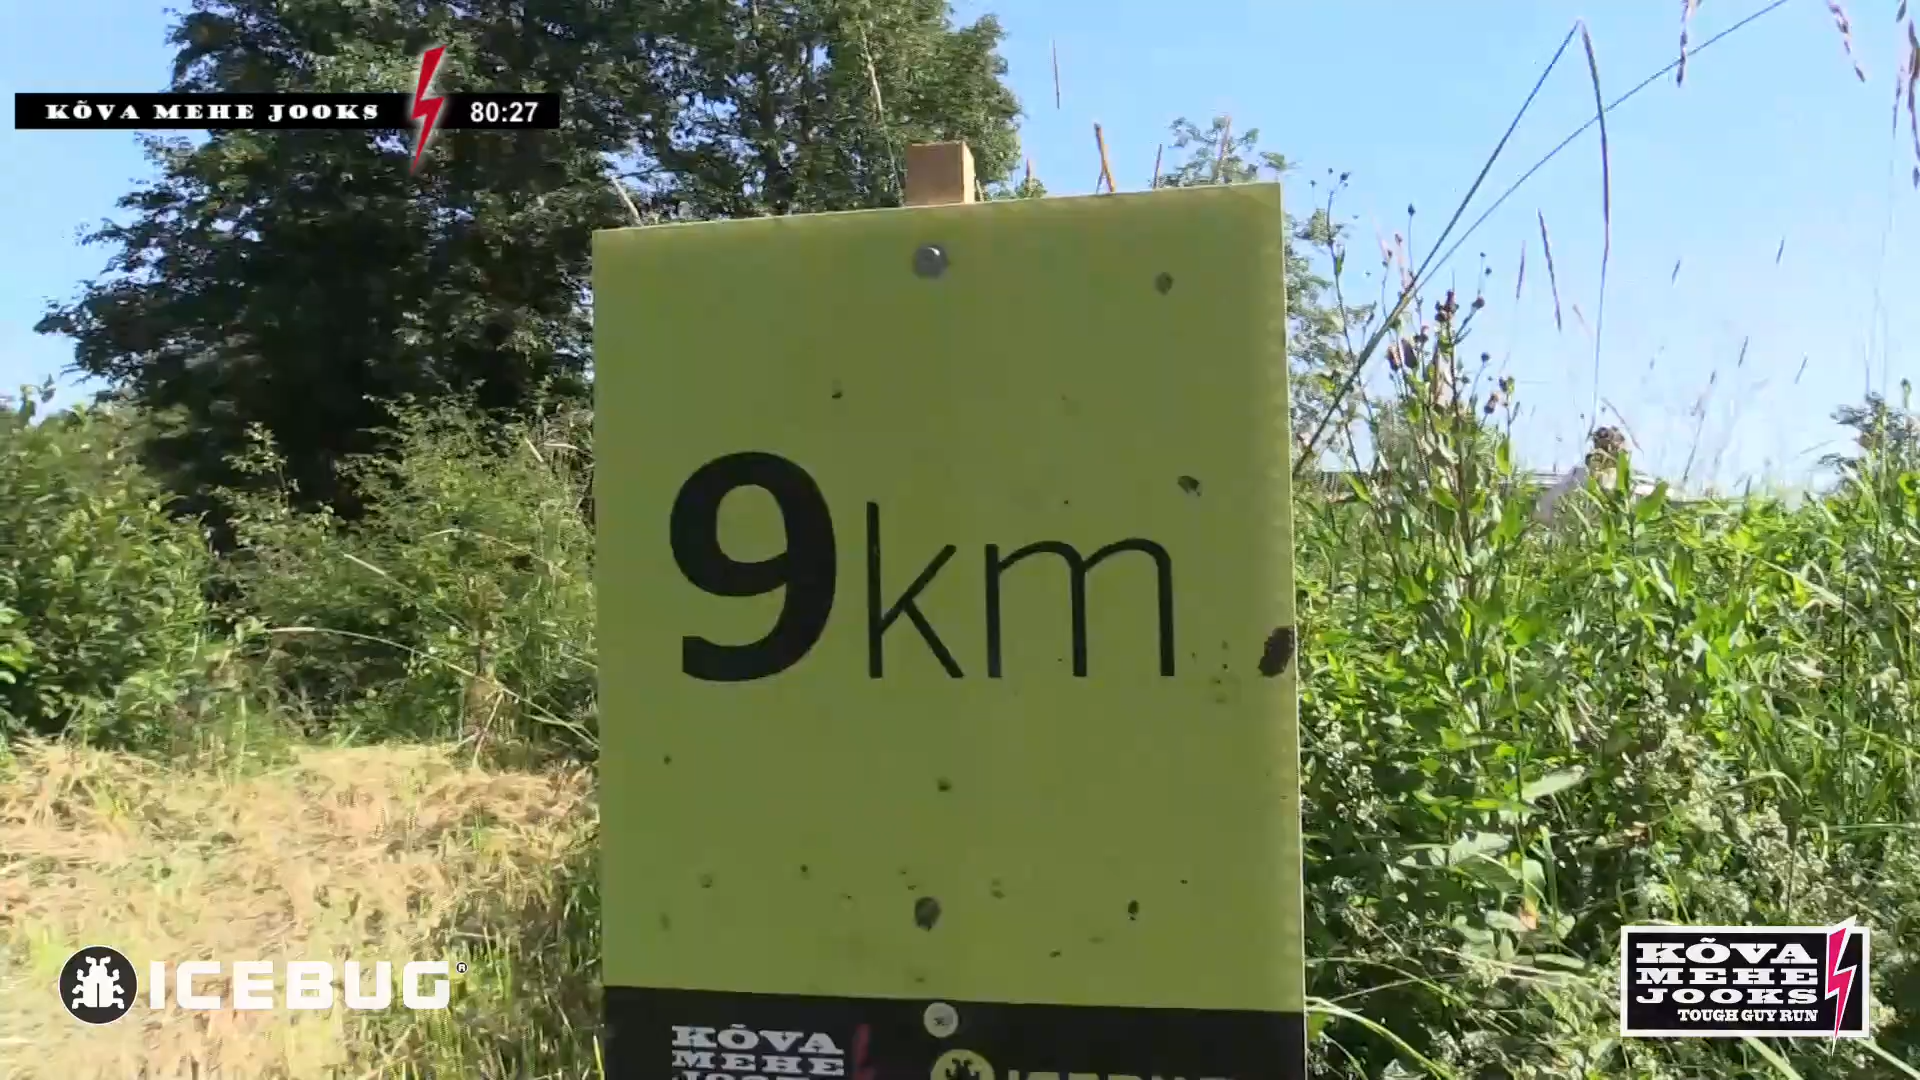 KÕVA MEHE JOOKS 80:27
9km
KÕVA
MEHE
ICEBUG®
KÕVA
MEHE
JOOKS
TOUGH GUY RUN